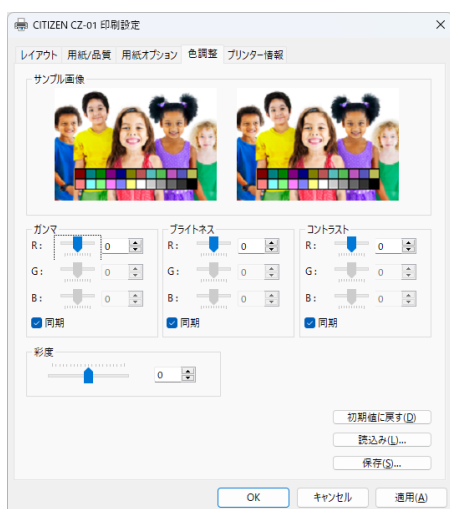 CITIZEN CZ-01 印刷設定
レイアウト 用紙/品質 用紙オプション 色調整 プリンター情報
サンプル画像
ガンマ ブライトネス コントラスト
R: 0 R: 0 R: 0
G: 0 G: 0 G: 0
B: 0 B: 0 B: 0
同期 同期 同期
彩度
0
初期値に戻す(D)
読込み(L)...
保存(S)...
OK キャンセル 適用(A)